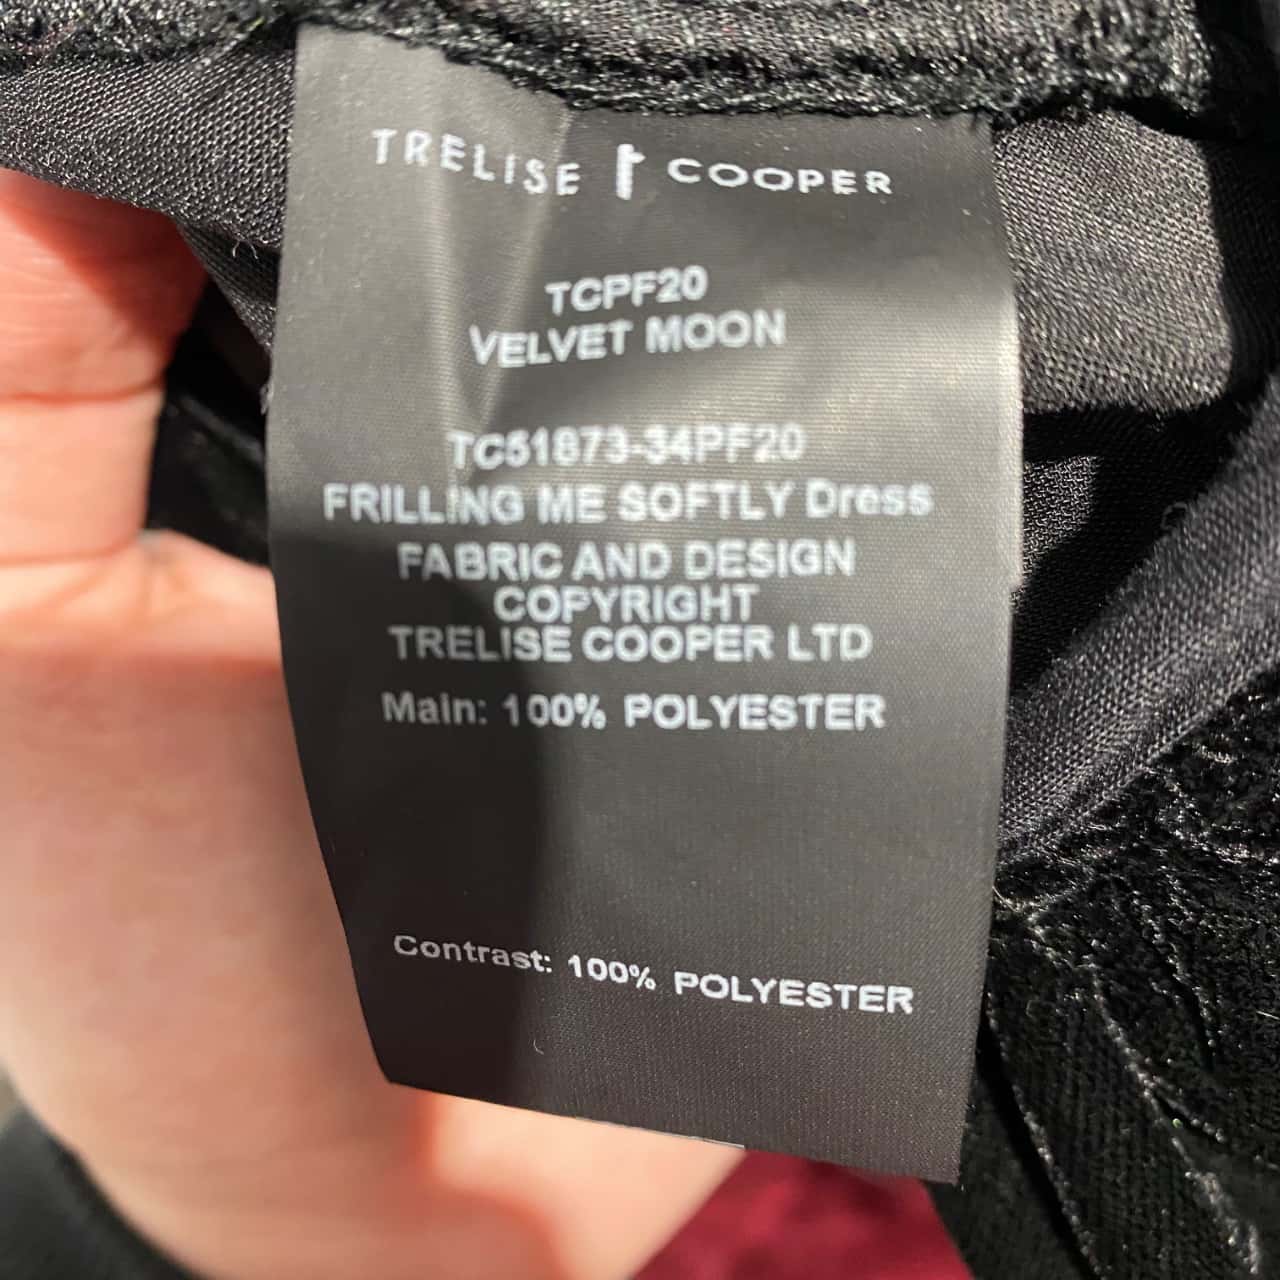 TRELISE COOPER
TCPF20
VELVET MOON
TC51873-34PF20
FRILLING ME SOFTLY Dress
FABRIC AND DESIGN
COPYRIGHT
TRELISE COOPER LTD
Main: 100% POLYESTER
Contrast: 100% POLYESTER